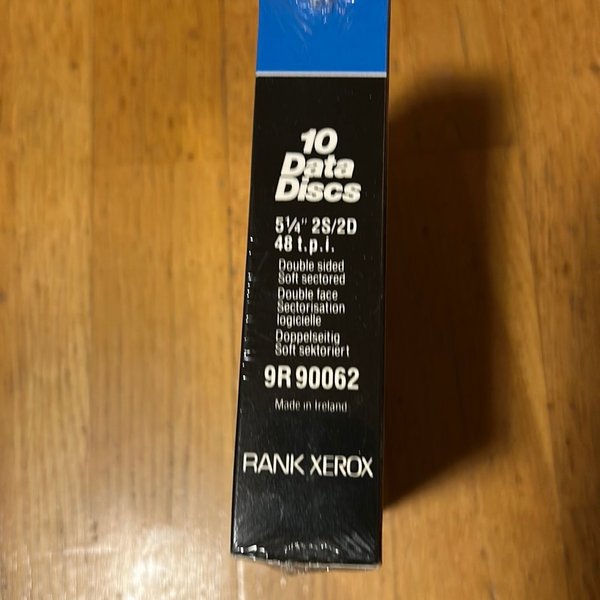 10
Data
Discs
5¼" 2S/2D
48 t.p.i.
Double sided
Soft sectored
Double face
Sectorisation
logicielle
Doppelseitig
Soft sektoriert
9R 90062
Made in Ireland
RANK XEROX